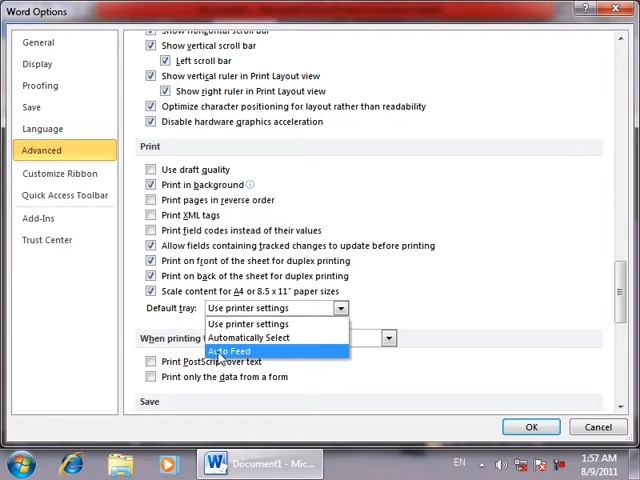 Word Options
General
Display
Proofing
Save
Language
Advanced
Customize Ribbon
Quick Access Toolbar
Add-Ins
Trust Center
Show horizontal scroll bar
Show vertical scroll bar
Left scroll bar
Show vertical ruler in Print Layout view
Show right ruler in Print Layout view
Optimize character positioning for layout rather than readability
Disable hardware graphics acceleration
Print
Use draft quality
Print in background
Print pages in reverse order
Print XML tags
Print field codes instead of their values
Allow fields containing tracked changes to update before printing
Print on front of the sheet for duplex printing
Print on back of the sheet for duplex printing
Scale content for A4 or 8.5 x 11" paper sizes
Default tray: Use printer settings
Use printer settings
Automatically Select
Auto Feed
When printing t
Print PostScript over text
Print only the data from a form
Save
OK Cancel
W Document1 - Mic... EN 1:57 AM
8/9/2011